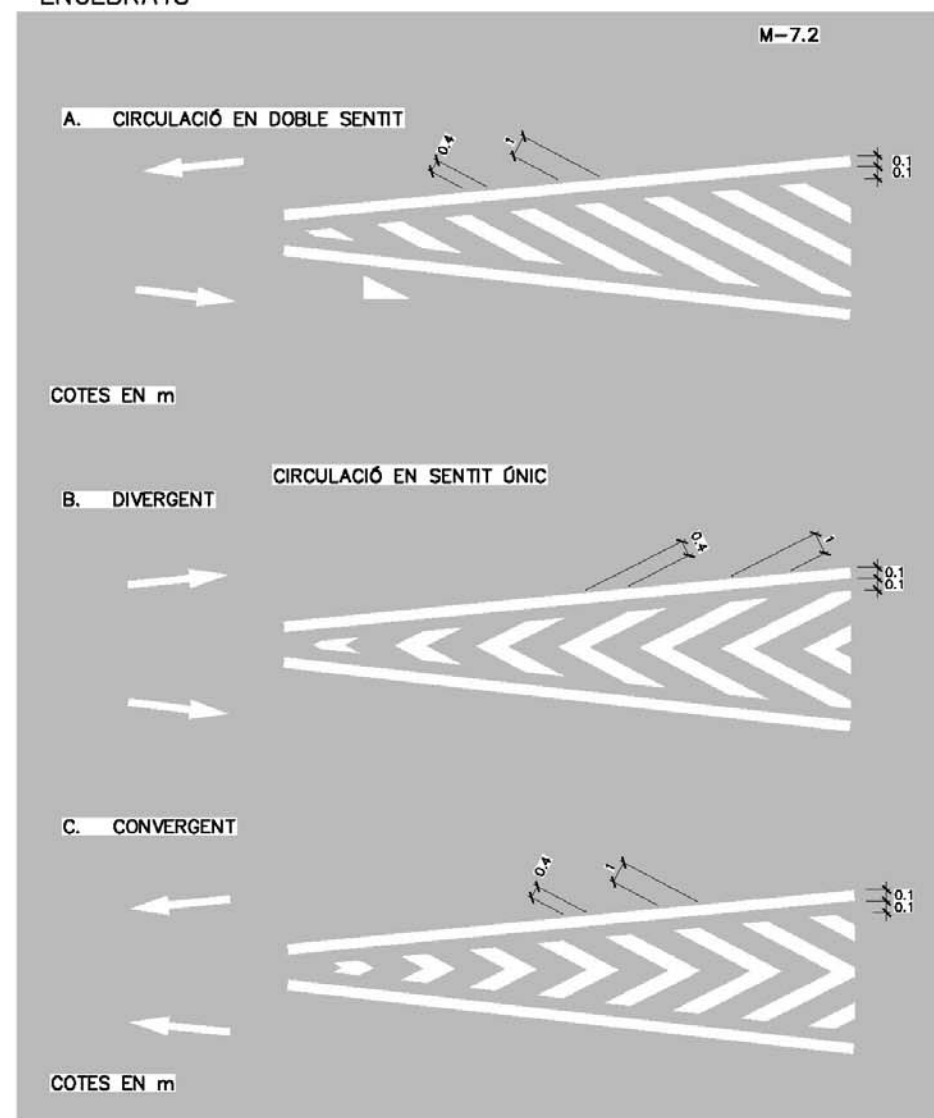 ENZEBRATS
M-7.2
A. CIRCULACIÓ EN DOBLE SENTIT
0.4
1
0.1
0.1
COTES EN m
CIRCULACIÓ EN SENTIT ÚNIC
B. DIVERGENT
0.4
1
0.1
0.1
C. CONVERGENT
0.4
1
0.1
0.1
COTES EN m